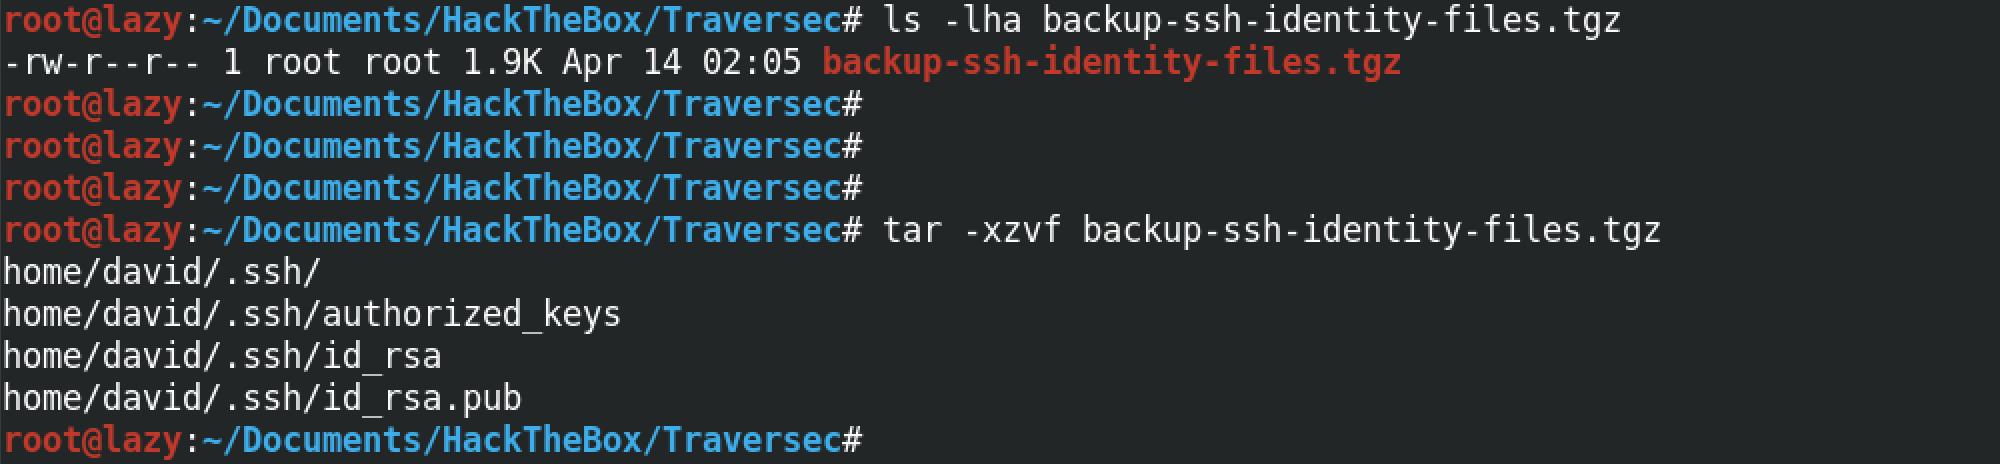 root@lazy:~/Documents/HackTheBox/Traversec# ls -lha backup-ssh-identity-files.tgz
-rw-r--r-- 1 root root 1.9K Apr 14 02:05 backup-ssh-identity-files.tgz
root@lazy:~/Documents/HackTheBox/Traversec#
root@lazy:~/Documents/HackTheBox/Traversec#
root@lazy:~/Documents/HackTheBox/Traversec#
root@lazy:~/Documents/HackTheBox/Traversec# tar -xzvf backup-ssh-identity-files.tgz
home/david/.ssh/
home/david/.ssh/authorized_keys
home/david/.ssh/id_rsa
home/david/.ssh/id_rsa.pub
root@lazy:~/Documents/HackTheBox/Traversec#